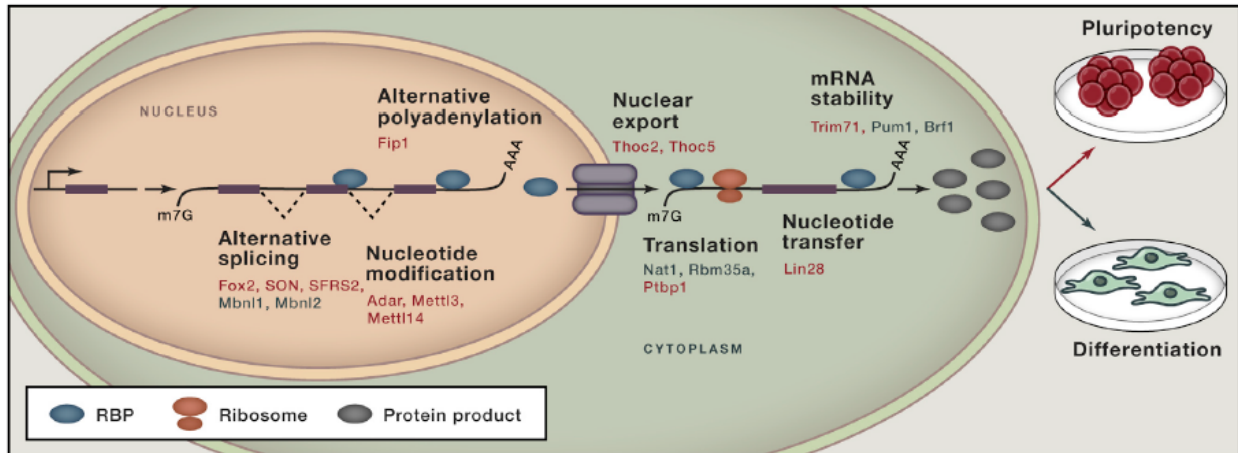 NUCLEUS
Alternative
polyadenylation
Fip1
Nuclear
export
Thoc2, Thoc5
mRNA
stability
Trim71, Pum1, Brf1
Pluripotency
AAA
AAA
m7G
m7G
Alternative
splicing
Fox2, SON, SFRS2,
Mbnl1, Mbnl2
Nucleotide
modification
Adar, Mettl3,
Mettl14
Translation
Nat1, Rbm35a,
Ptbp1
Nucleotide
transfer
Lin28
CYTOPLASM
Differentiation
RBP
Ribosome
Protein product